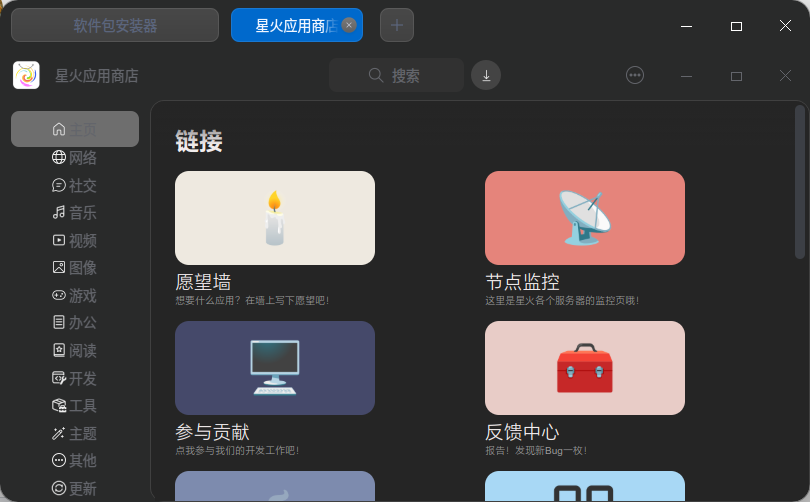 软件包安装器
星火应用商店
星火应用商店
搜索
主页
网络
社交
音乐
视频
图像
游戏
办公
阅读
开发
工具
主题
其他
更新
链接
愿望墙
想要什么应用？在墙上写下愿望吧！
节点监控
这里是星火各个服务器的监控页哦！
参与贡献
点我参与我们的开发工作吧！
反馈中心
报告！发现新Bug一枚！